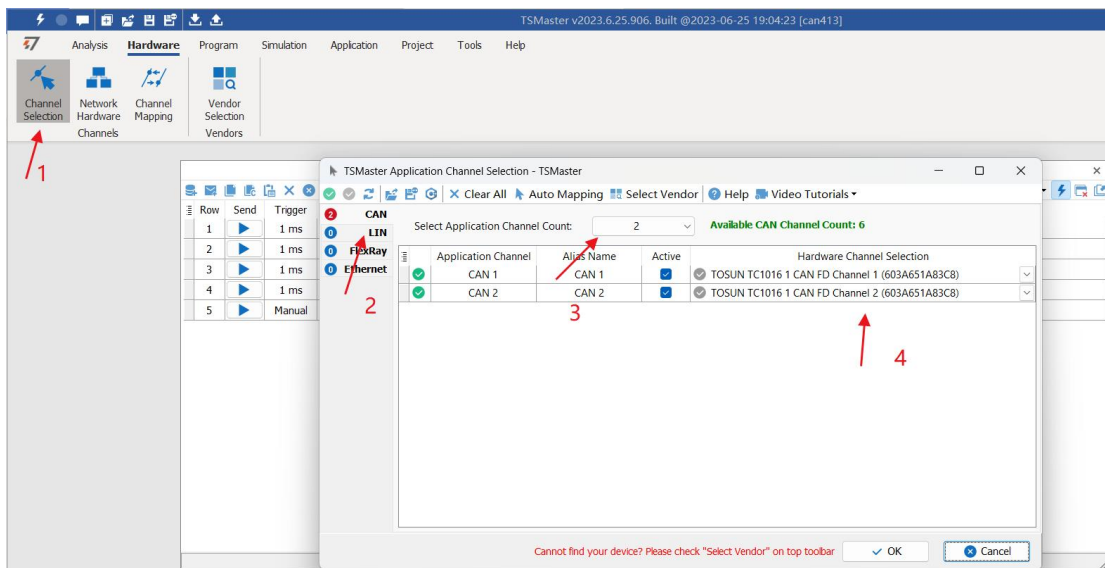 TSMaster v2023.6.25.906. Built @2023-06-25 19:04:23 [can413]
Analysis Hardware Program Simulation Application Project Tools Help
Channel Selection
Network Hardware
Channel Mapping
Vendor Selection
Channels
Vendors
1
TSMaster Application Channel Selection - TSMaster
Clear All Auto Mapping Select Vendor Help Video Tutorials
Row Send Trigger
1 1 ms
2 1 ms
3 1 ms
4 1 ms
5 Manual
2 CAN
0 LIN
0 FlexRay
0 Ethernet
2
Select Application Channel Count: 2 Available CAN Channel Count: 6
Application Channel Alias Name Active Hardware Channel Selection
CAN 1 CAN 1 TOSUN TC1016 1 CAN FD Channel 1 (603A651A83C8)
CAN 2 CAN 2 TOSUN TC1016 1 CAN FD Channel 2 (603A651A83C8)
3
4
Cannot find your device? Please check "Select Vendor" on top toolbar
OK
Cancel